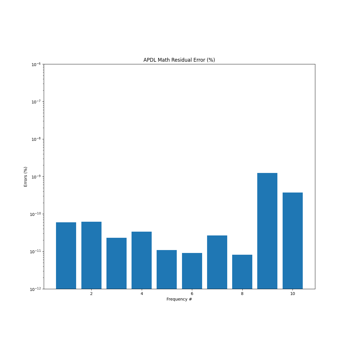 APDL Math Residual Error (%)
10⁻⁶
10⁻⁷
10⁻⁸
10⁻⁹
10⁻¹⁰
10⁻¹¹
10⁻¹²
Errors (%)
2 4 6 8 10
Frequency #